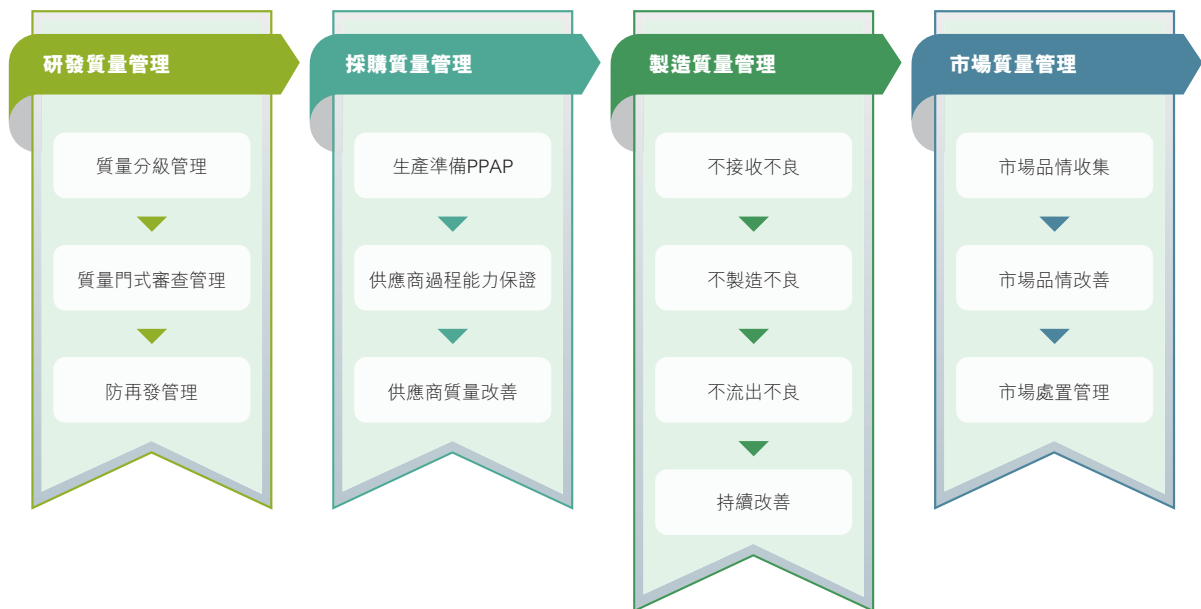 研發質量管理
質量分級管理
質量門式審查管理
防再發管理
採購質量管理
生產準備PPAP
供應商過程能力保證
供應商質量改善
製造質量管理
不接收不良
不製造不良
不流出不良
持續改善
市場質量管理
市場品情收集
市場品情改善
市場處置管理